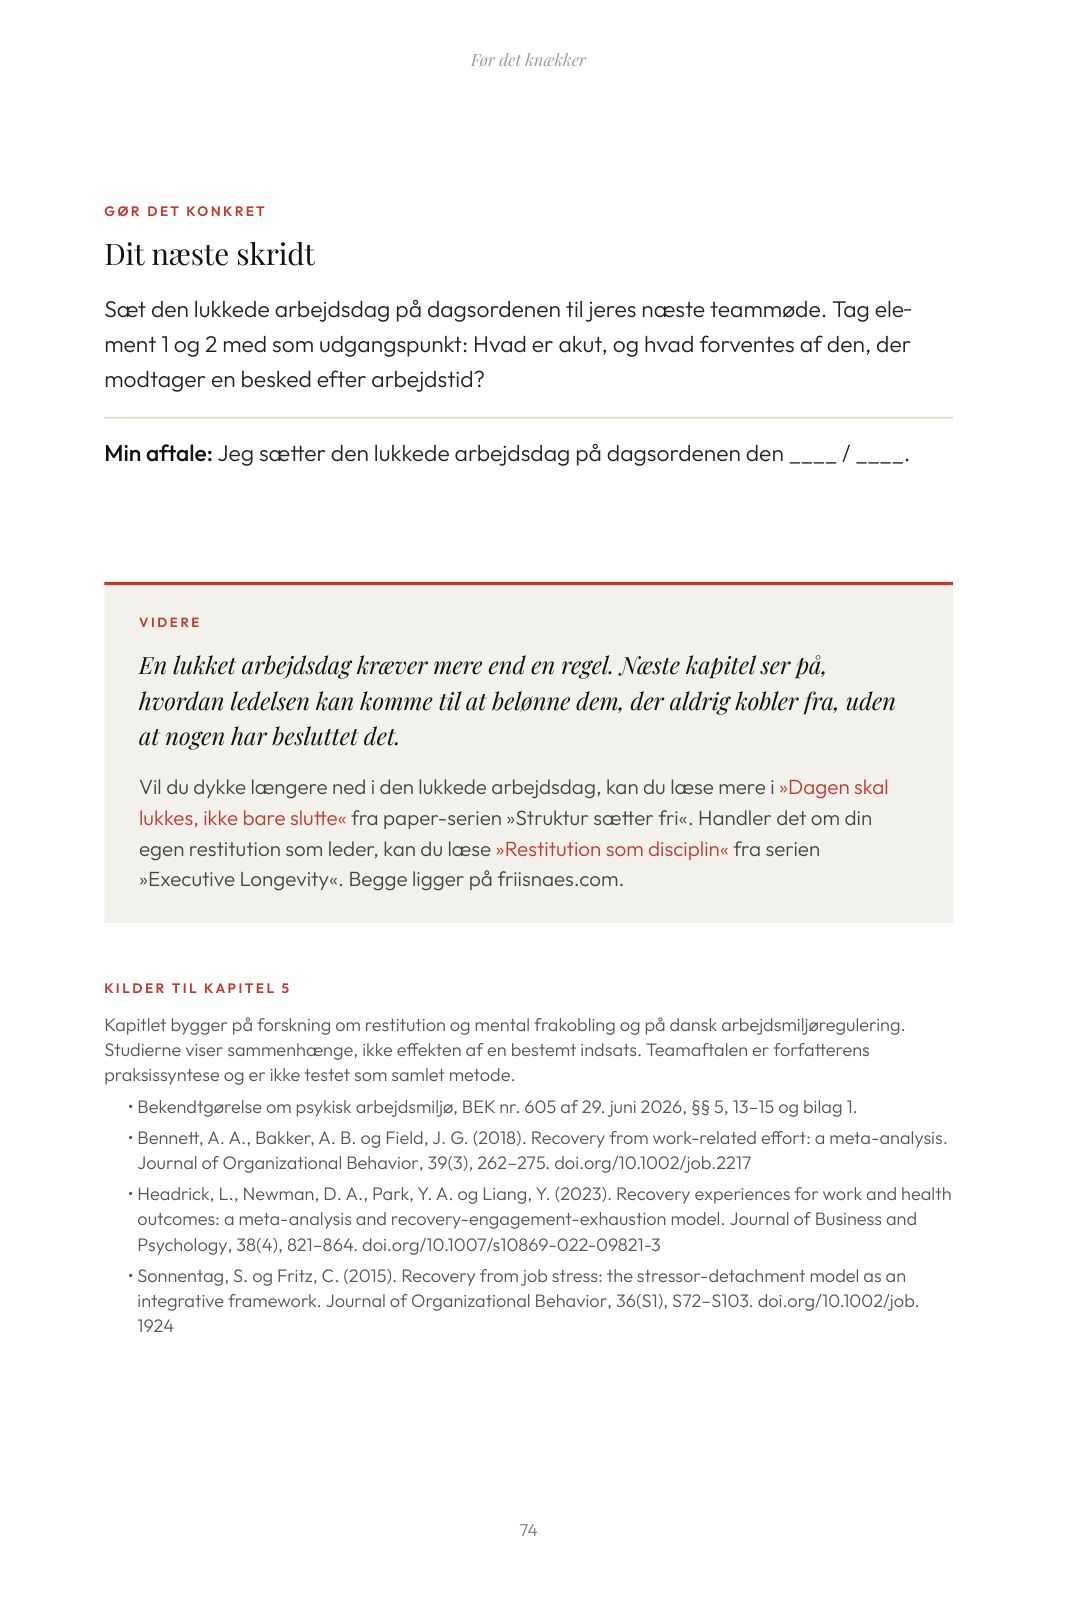 Før det knækker
GØR DET KONKRET
Dit næste skridt
Sæt den lukkede arbejdsdag på dagsordenen til jeres næste teammøde. Tag ele-
ment 1 og 2 med som udgangspunkt: Hvad er akut, og hvad forventes af den, der
modtager en besked efter arbejdstid?
Min aftale: Jeg sætter den lukkede arbejdsdag på dagsordenen den ____ / ____.
VIDERE
En lukket arbejdsdag kræver mere end en regel. Næste kapitel ser på,
hvordan ledelsen kan komme til at belønne dem, der aldrig kobler fra, uden
at nogen har besluttet det.
Vil du dykke længere ned i den lukkede arbejdsdag, kan du læse mere i »Dagen skal
lukkes, ikke bare slutte« fra paper-serien »Struktur sætter fri«. Handler det om din
egen restitution som leder, kan du læse »Restitution som disciplin« fra serien
»Executive Longevity«. Begge ligger på friisnaes.com.
KILDER TIL KAPITEL 5
Kapitlet bygger på forskning om restitution og mental frakobling og på dansk arbejdsmiljøregulering.
Studierne viser sammenhænge, ikke effekten af en bestemt indsats. Teamaftalen er forfatterens
praksissyntese og er ikke testet som samlet metode.
• Bekendtgørelse om psykisk arbejdsmiljø, BEK nr. 605 af 29. juni 2026, §§ 5, 13–15 og bilag 1.
• Bennett, A. A., Bakker, A. B. og Field, J. G. (2018). Recovery from work-related effort: a meta-analysis.
Journal of Organizational Behavior, 39(3), 262–275. doi.org/10.1002/job.2217
• Headrick, L., Newman, D. A., Park, Y. A. og Liang, Y. (2023). Recovery experiences for work and health
outcomes: a meta-analysis and recovery-engagement-exhaustion model. Journal of Business and
Psychology, 38(4), 821–864. doi.org/10.1007/s10869-022-09821-3
• Sonnentag, S. og Fritz, C. (2015). Recovery from job stress: the stressor-detachment model as an
integrative framework. Journal of Organizational Behavior, 36(S1), S72–S103. doi.org/10.1002/job.
1924
74